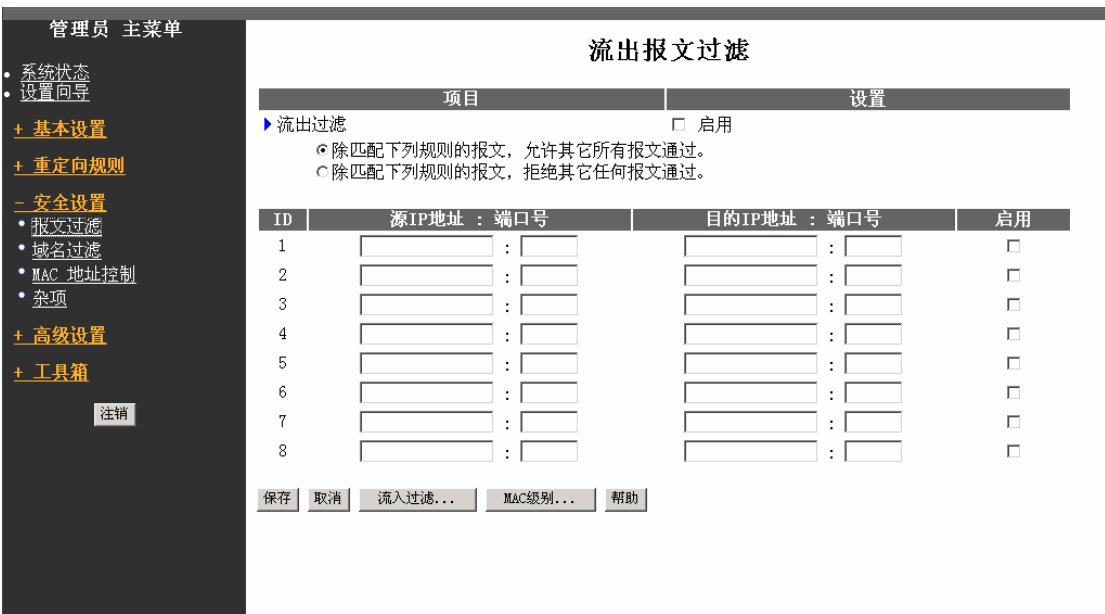 管理员 主菜单
系统状态
设置向导
+ 基本设置
+ 重定向规则
- 安全设置
报文过滤
域名过滤
MAC 地址控制
杂项
+ 高级设置
+ 工具箱
注销
流出报文过滤
项目 设置
流出过滤 启用
除匹配下列规则的报文，允许其它所有报文通过。
除匹配下列规则的报文，拒绝其它任何报文通过。
ID 源IP地址 : 端口号 目的IP地址 : 端口号 启用
1 : :
2 : :
3 : :
4 : :
5 : :
6 : :
7 : :
8 : :
保存 取消 流入过滤... MAC级别... 帮助